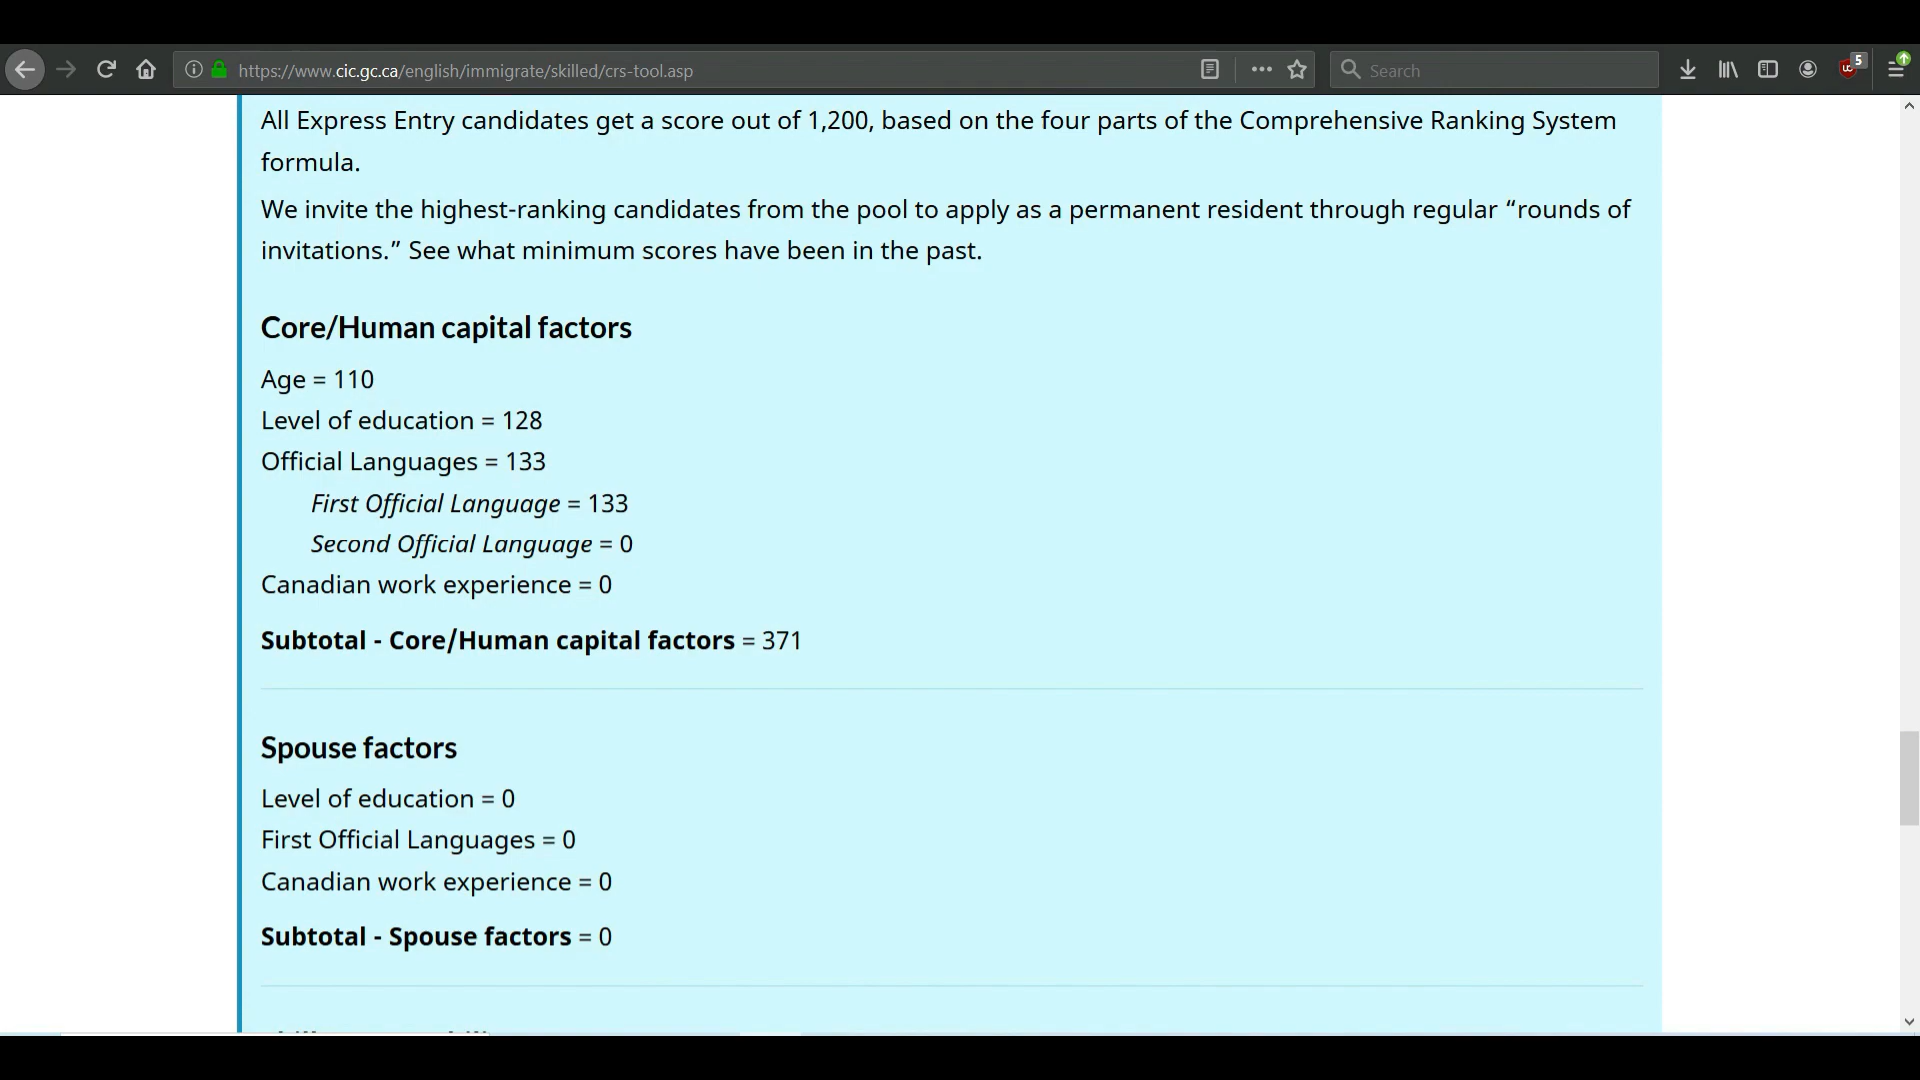 https://www.cic.gc.ca/english/immigrate/skilled/crs-tool.asp
Search
5
All Express Entry candidates get a score out of 1,200, based on the four parts of the Comprehensive Ranking System
formula.
We invite the highest-ranking candidates from the pool to apply as a permanent resident through regular “rounds of
invitations.” See what minimum scores have been in the past.
Core/Human capital factors
Age = 110
Level of education = 128
Official Languages = 133
First Official Language = 133
Second Official Language = 0
Canadian work experience = 0
Subtotal - Core/Human capital factors = 371
Spouse factors
Level of education = 0
First Official Languages = 0
Canadian work experience = 0
Subtotal - Spouse factors = 0